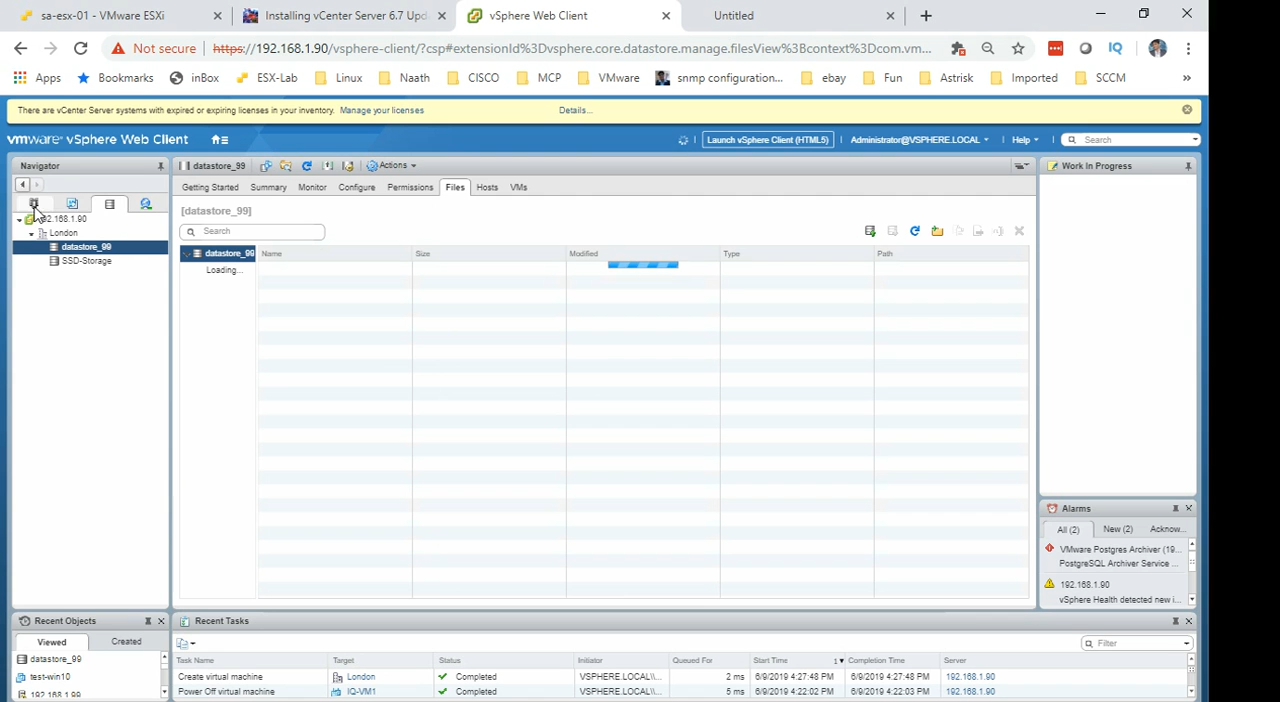 sa-esx-01 - VMware ESXi
Installing vCenter Server 6.7 Upd
vSphere Web Client
Untitled
Not secure
https://192.168.1.90/vsphere-client/?csp#extensionId%3Dvsphere.core.datastore.manage.filesView%3Bcontext%3Dcom.vm...
Apps
Bookmarks
inBox
ESX-Lab
Linux
Naath
CISCO
MCP
VMware
snmp configuration...
ebay
Fun
Astrisk
Imported
SCCM
»
There are vCenter Server systems with expired or expiring licenses in your inventory.
Manage your licenses
Details...
vmware® vSphere Web Client
Launch vSphere Client (HTML5)
Administrator@VSPHERE.LOCAL
Help
Search
Navigator
92.168.1.90
London
datastore_99
SSD-Storage
datastore_99
Actions
Getting Started
Summary
Monitor
Configure
Permissions
Files
Hosts
VMs
[datastore_99]
Search
datastore_99
Loading...
Name
Size
Modified
Type
Path
Work In Progress
Alarms
All (2)
New (2)
Acknow...
VMware Postgres Archiver (19...
PostgreSQL Archiver Service ...
192.168.1.90
vSphere Health detected new i...
Recent Objects
Viewed
Created
datastore_99
test-win10
192.168.1.99
Recent Tasks
Filter
Task Name
Target
Status
Initiator
Queued For
Start Time
1
Completion Time
Server
Create virtual machine
London
Completed
VSPHERE.LOCAL\\...
2 ms
6/9/2019 4:27:48 PM
6/9/2019 4:27:48 PM
192.168.1.90
Power Off virtual machine
IQ-VM1
Completed
VSPHERE.LOCAL\\...
5 ms
6/9/2019 4:22:02 PM
6/9/2019 4:22:03 PM
192.168.1.90